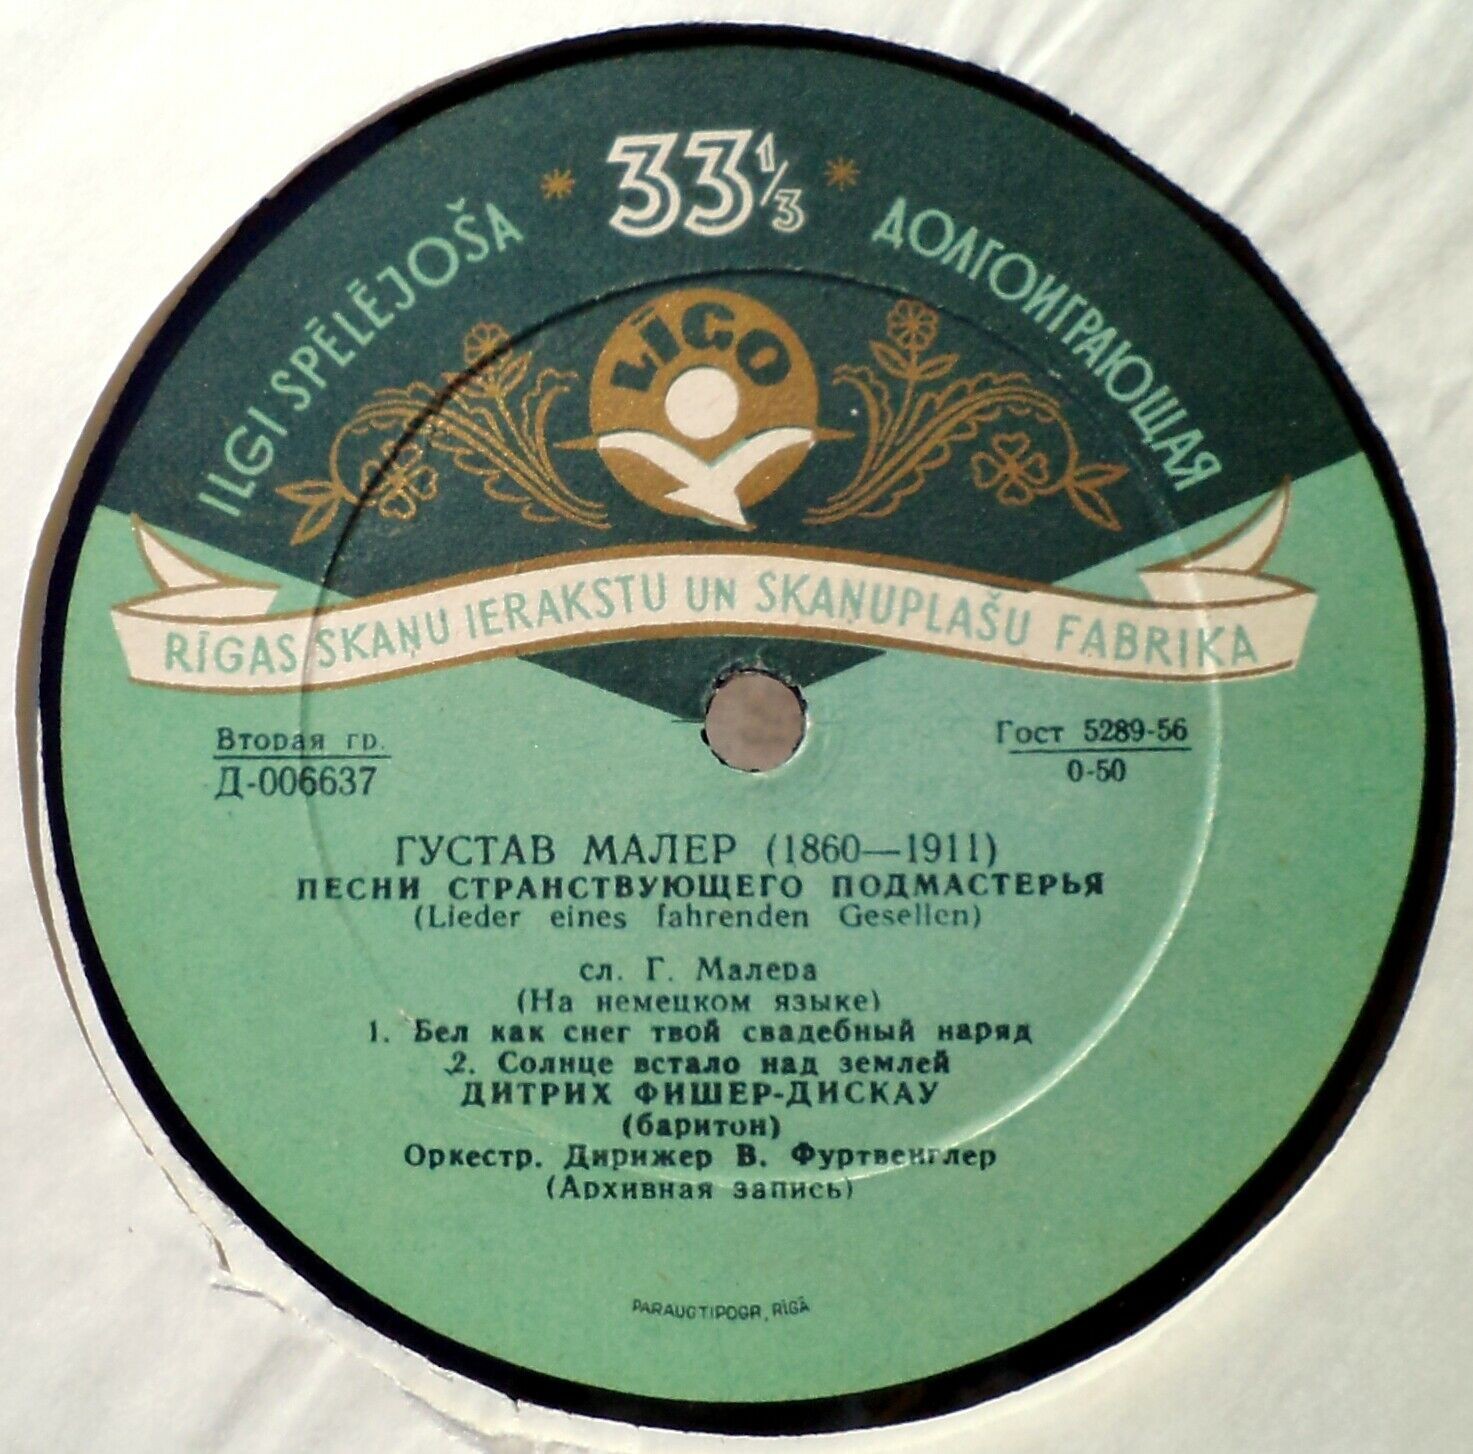 ILGI SPĒLĒJOŠA * 33 1/3 * ДОЛГОИГРАЮЩАЯ
LĪGO
RĪGAS SKAŅU IERAKSTU UN SKAŅUPLAŠU FABRIKA
Вторая гр.
Д-006637
Гост 5289-56
0-50
ГУСТАВ МАЛЕР (1860—1911)
ПЕСНИ СТРАНСТВУЮЩЕГО ПОДМАСТЕРЬЯ
(Lieder eines fahrenden Gesellen)
сл. Г. Малера
(На немецком языке)
1. Бел как снег твой свадебный наряд
2. Солнце встало над землей
ДИТРИХ ФИШЕР-ДИСКАУ
(баритон)
Оркестр. Дирижер В. Фуртвенглер
(Архивная запись)
PARAUGTIPOGR, RĪGĀ